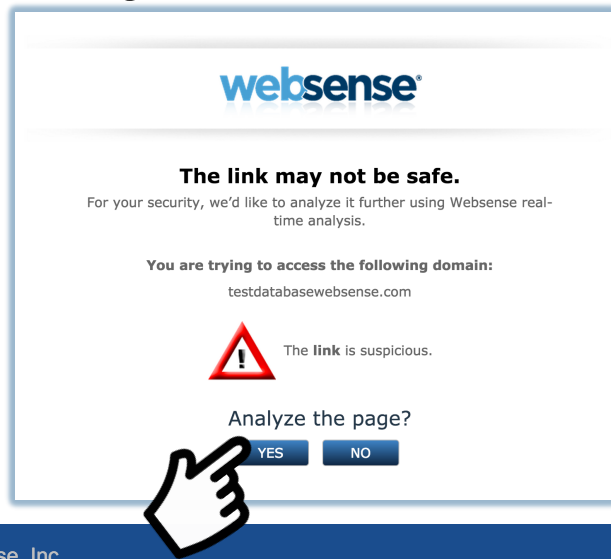 websense®
The link may not be safe.
For your security, we’d like to analyze it further using Websense real-
time analysis.
You are trying to access the following domain:
testdatabasewebsense.com
!
The link is suspicious.
Analyze the page?
YES NO
Inc